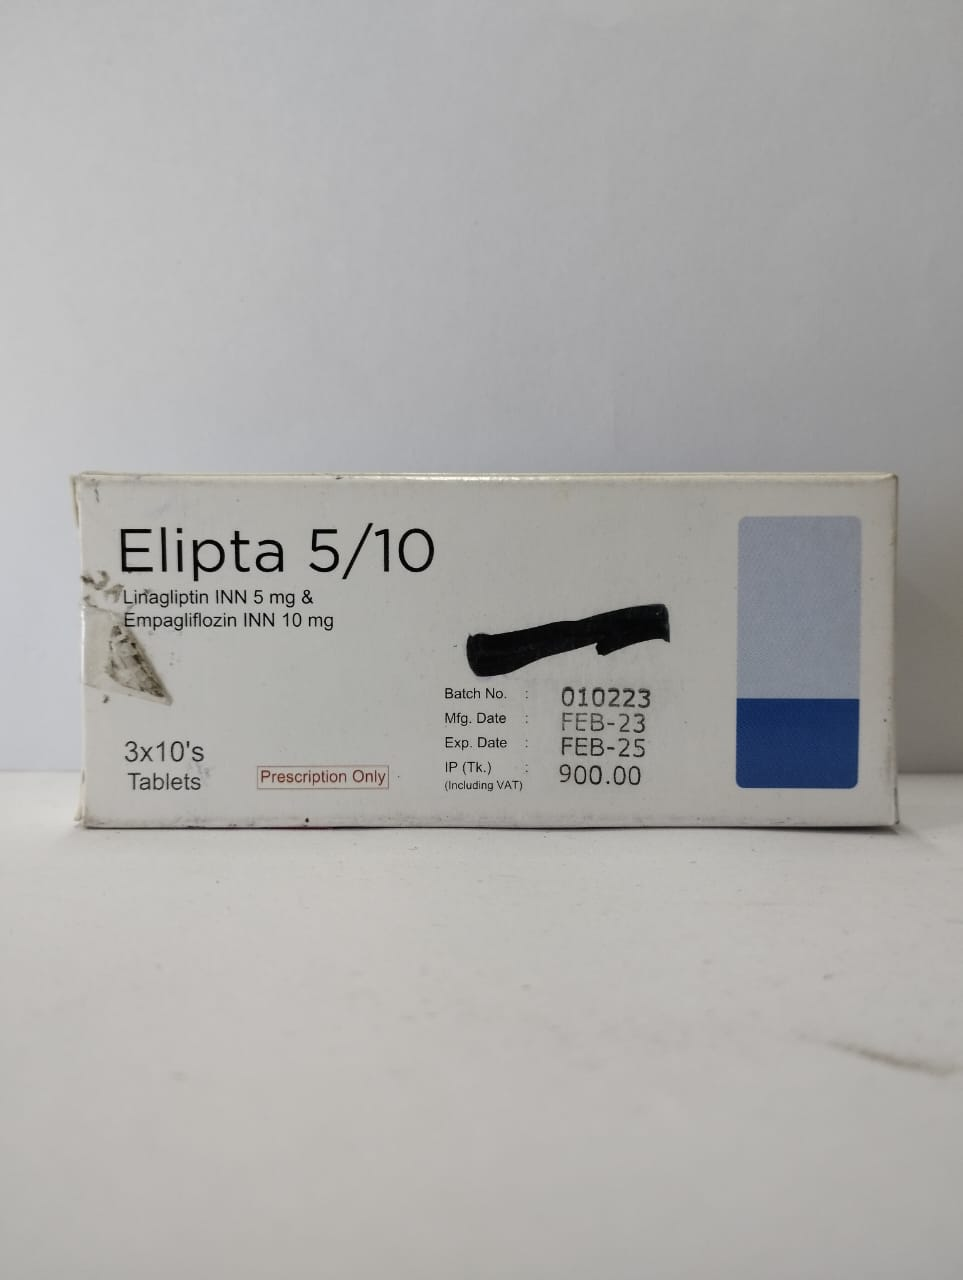 Elipta 5/10
Linagliptin INN 5 mg &
Empagliflozin INN 10 mg
Batch No. : 010223
Mfg. Date : FEB-23
Exp. Date : FEB-25
IP (Tk.) : 900.00
(Including VAT)
3x10's
Tablets
Prescription Only